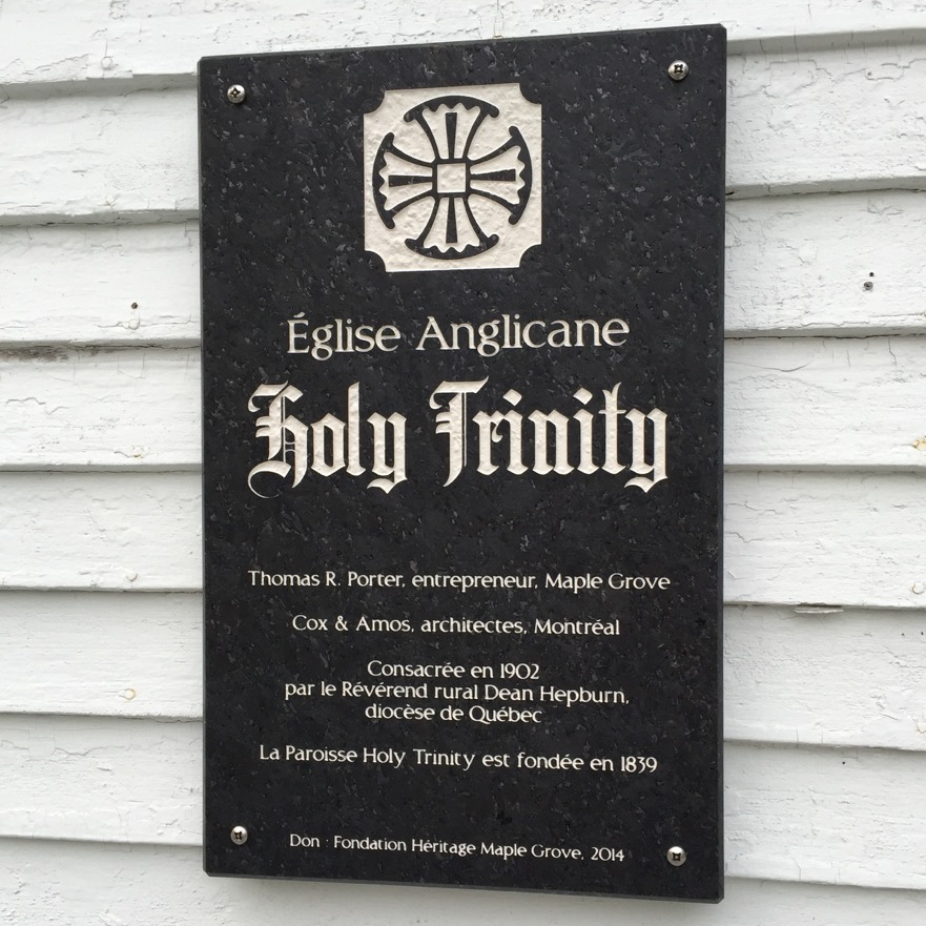 Église Anglicane
Holy Trinity
Thomas R. Porter, entrepreneur, Maple Grove
Cox & Amos, architectes, Montréal
Consacrée en 1902
par le Révérend rural Dean Hepburn,
diocèse de Québec
La Paroisse Holy Trinity est fondée en 1839
Don : Fondation Héritage Maple Grove, 2014